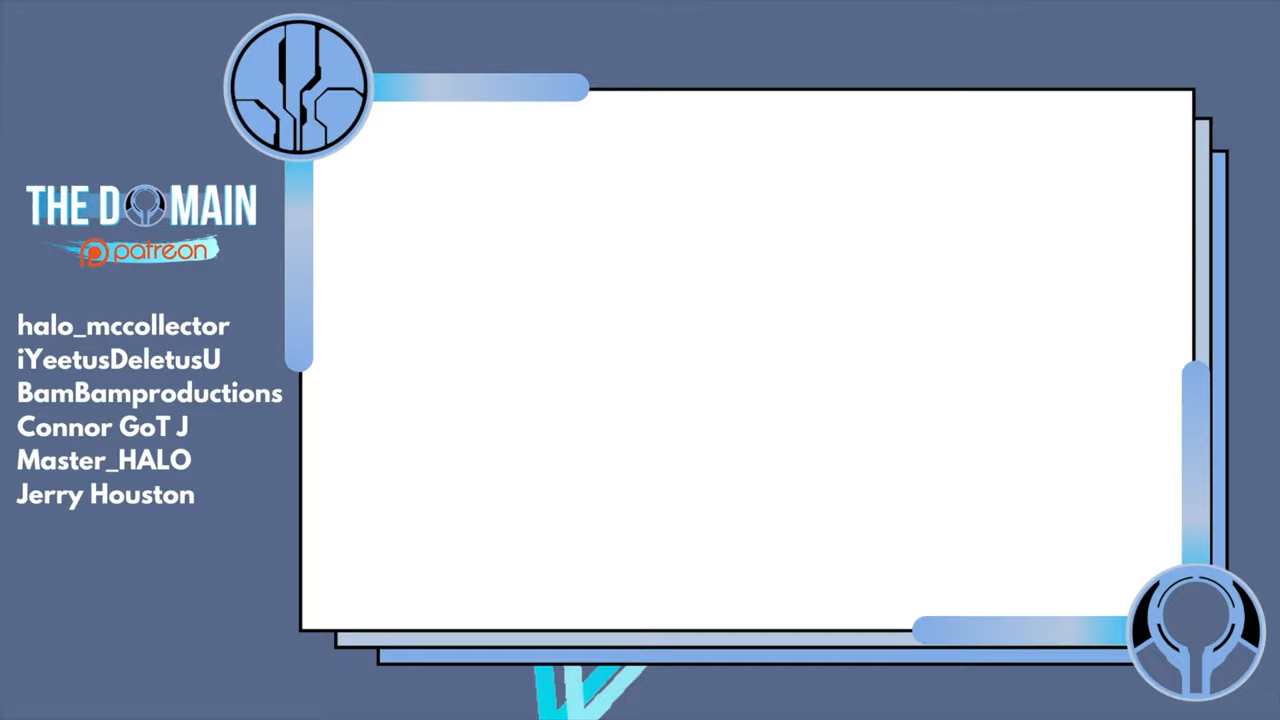 THE DOMAIN
patreon
halo_mccollector
iYeetusDeletusU
BamBamproductions
Connor GoT J
Master_HALO
Jerry Houston